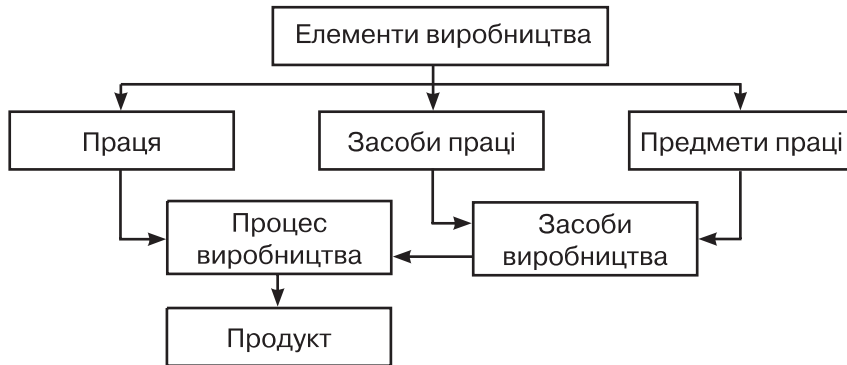 Елементи виробництва
Праця
Засоби праці
Предмети праці
Процес
виробництва
Засоби
виробництва
Продукт